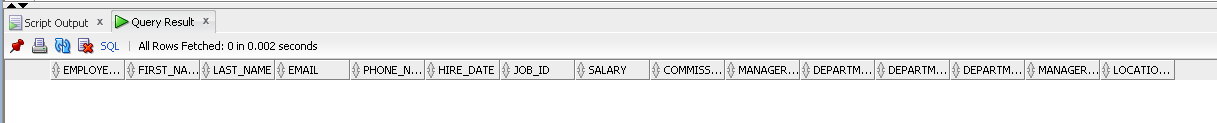 Script Output x Query Result x
SQL | All Rows Fetched: 0 in 0.002 seconds
EMPLOYE... FIRST_NA... LAST_NAME EMAIL PHONE_N... HIRE_DATE JOB_ID SALARY COMMISS... MANAGER... DEPARTM... DEPARTM... DEPARTM... MANAGER... LOCATIO...